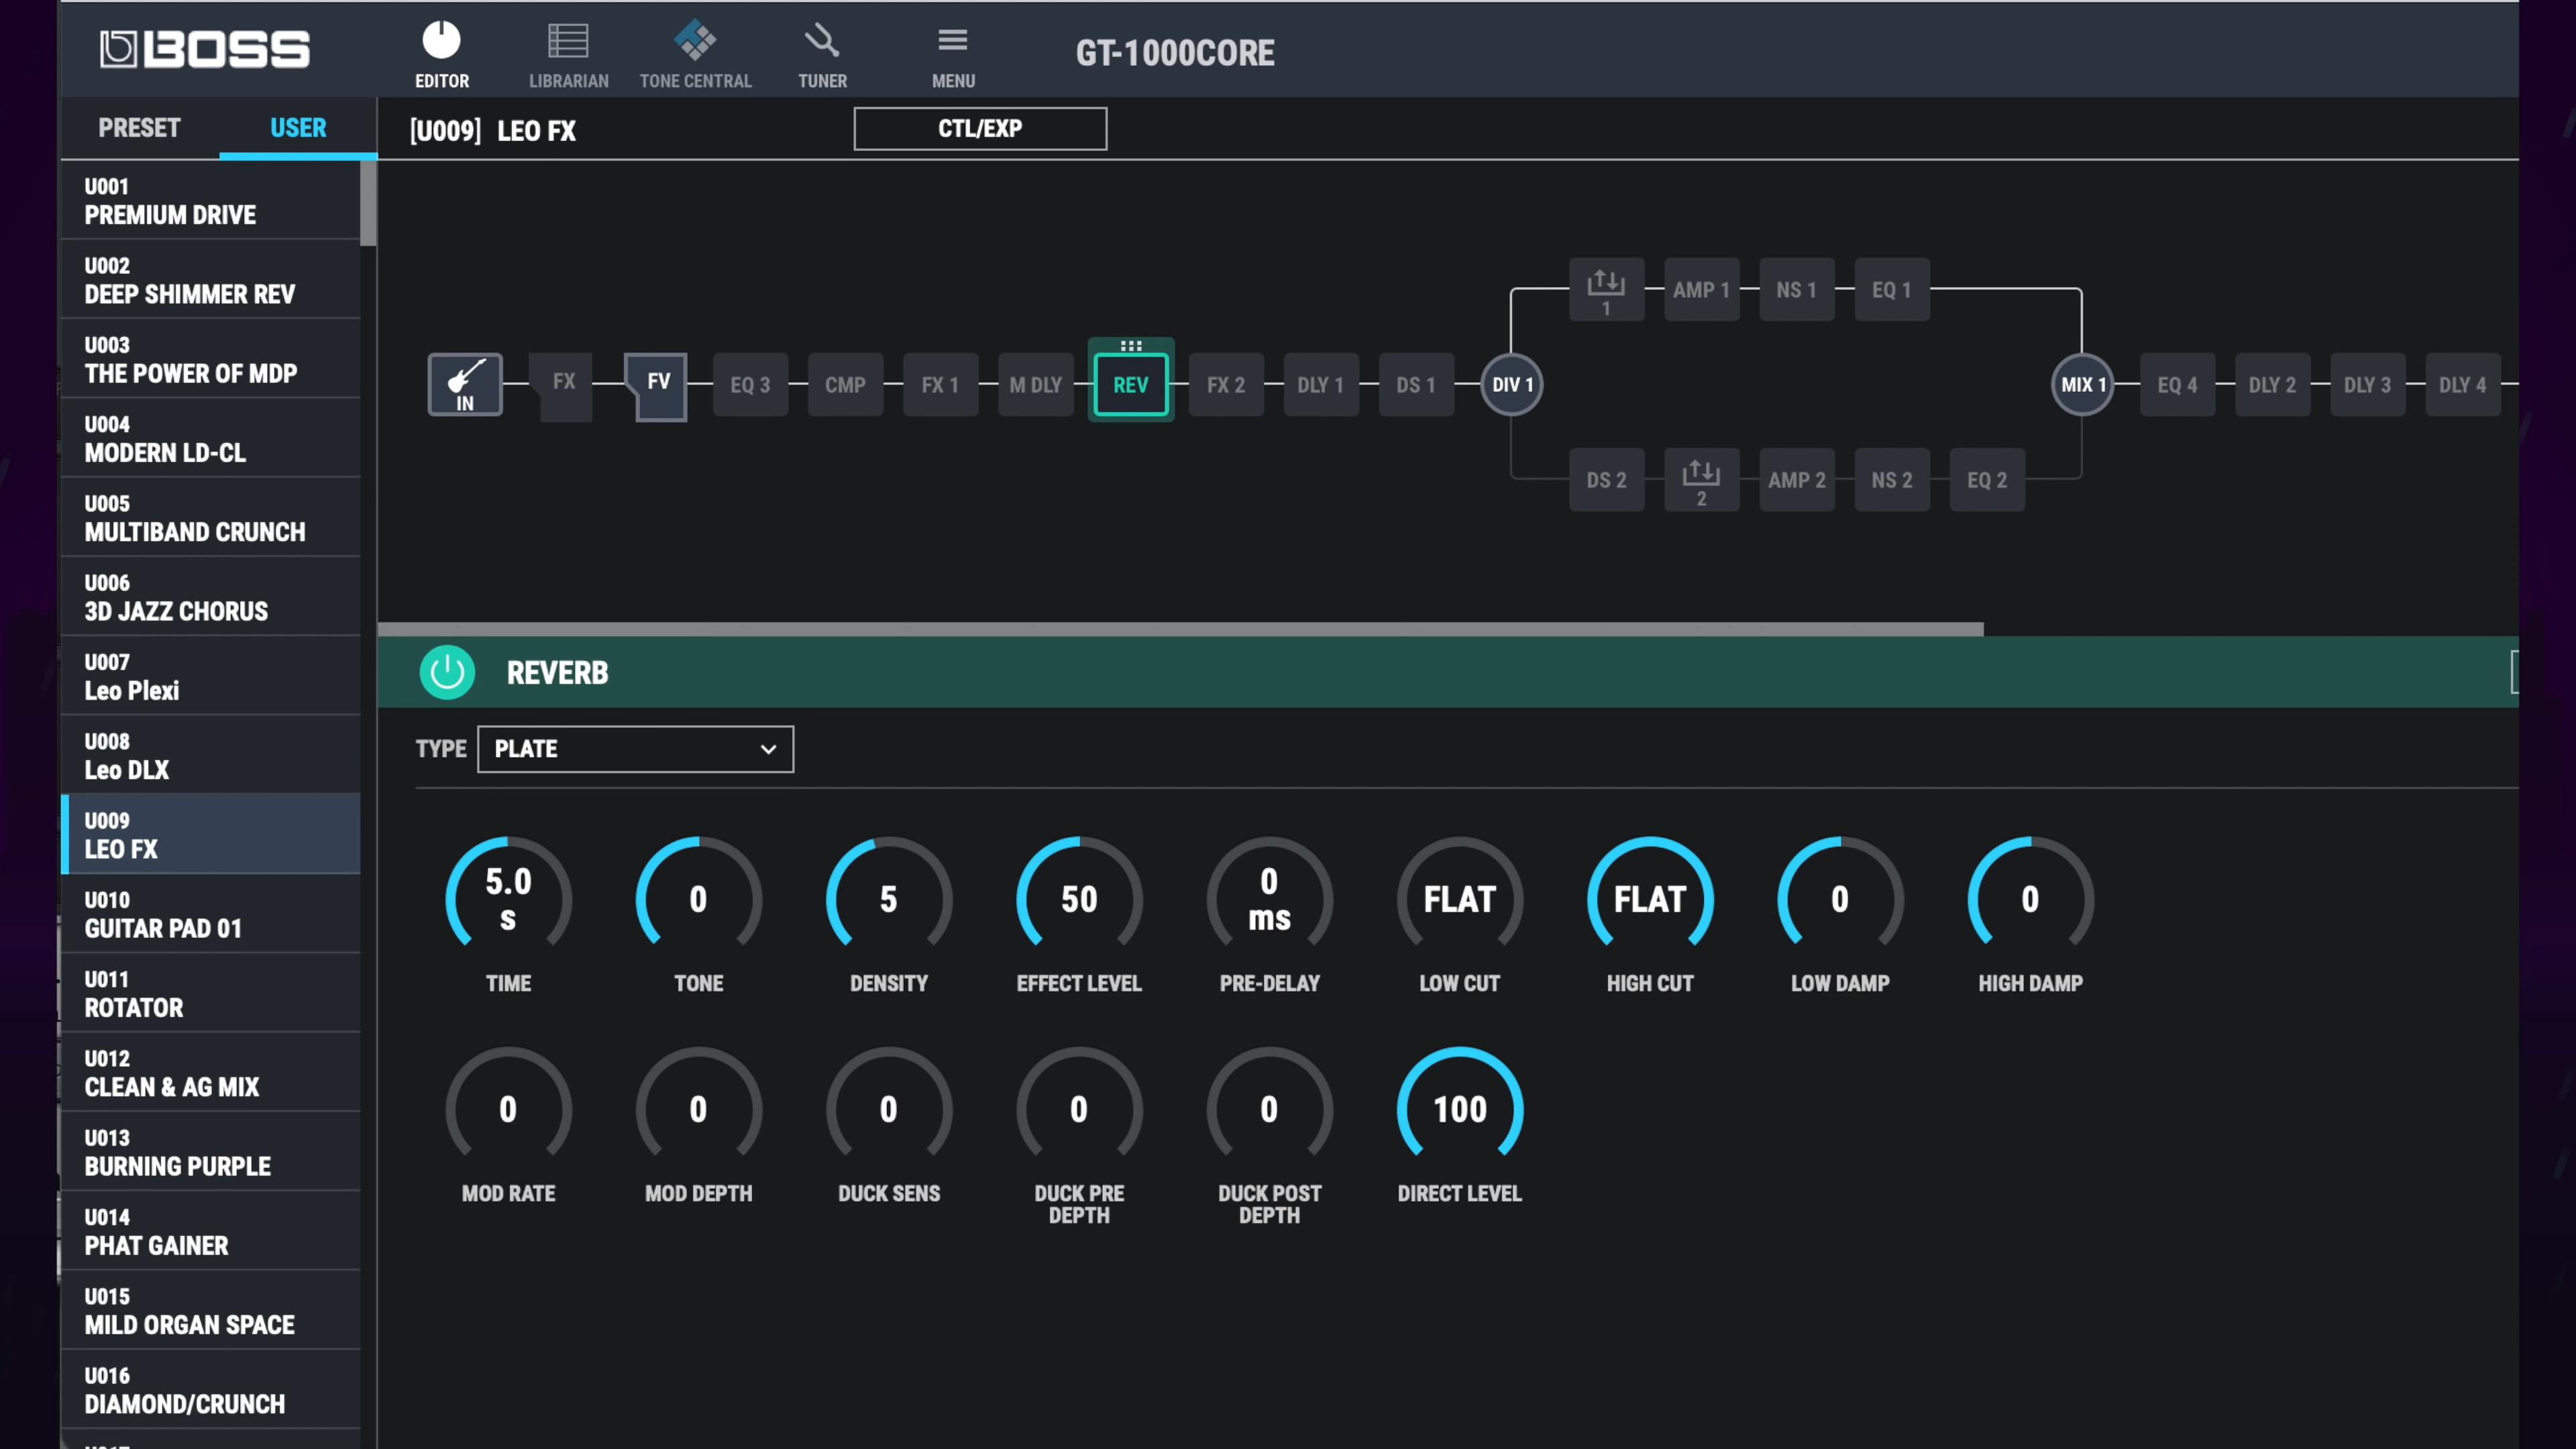 BOSS
EDITOR
LIBRARIAN
TONE CENTRAL
TUNER
MENU
GT-1000CORE
PRESET
USER
[U009] LEO FX
CTL/EXP
U001
PREMIUM DRIVE
U002
DEEP SHIMMER REV
U003
THE POWER OF MDP
U004
MODERN LD-CL
U005
MULTIBAND CRUNCH
U006
3D JAZZ CHORUS
U007
Leo Plexi
U008
Leo DLX
U009
LEO FX
U010
GUITAR PAD 01
U011
ROTATOR
U012
CLEAN & AG MIX
U013
BURNING PURPLE
U014
PHAT GAINER
U015
MILD ORGAN SPACE
U016
DIAMOND/CRUNCH
1
AMP 1
NS 1
EQ 1
IN
FX
FV
EQ 3
CMP
FX 1
M DLY
REV
FX 2
DLY 1
DS 1
DIV 1
MIX 1
EQ 4
DLY 2
DLY 3
DLY 4
DS 2
2
AMP 2
NS 2
EQ 2
REVERB
TYPE
PLATE
5.0
s
TIME
0
TONE
5
DENSITY
50
EFFECT LEVEL
0
ms
PRE-DELAY
FLAT
LOW CUT
FLAT
HIGH CUT
0
LOW DAMP
0
HIGH DAMP
0
MOD RATE
0
MOD DEPTH
0
DUCK SENS
0
DUCK PRE
DEPTH
0
DUCK POST
DEPTH
100
DIRECT LEVEL